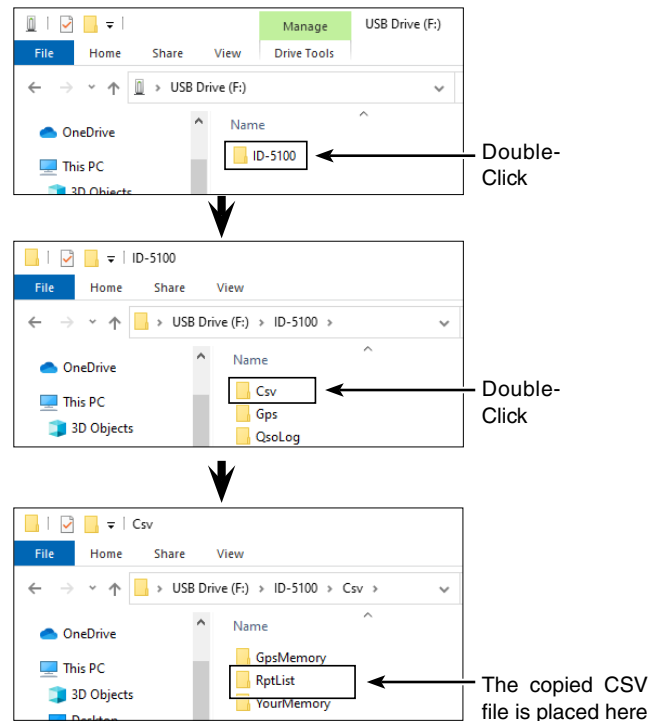 Manage USB Drive (F:)
File Home Share View Drive Tools
USB Drive (F:)
OneDrive Name
This PC ID-5100
3D Objects
Double-
Click
ID-5100
File Home Share View
USB Drive (F:) > ID-5100 >
OneDrive Name
This PC Csv
3D Objects Gps
QsoLog
Double-
Click
Csv
File Home Share View
USB Drive (F:) > ID-5100 > Csv >
OneDrive Name
GpsMemory
This PC RptList
3D Objects YourMemory
Desktop
The copied CSV
file is placed here